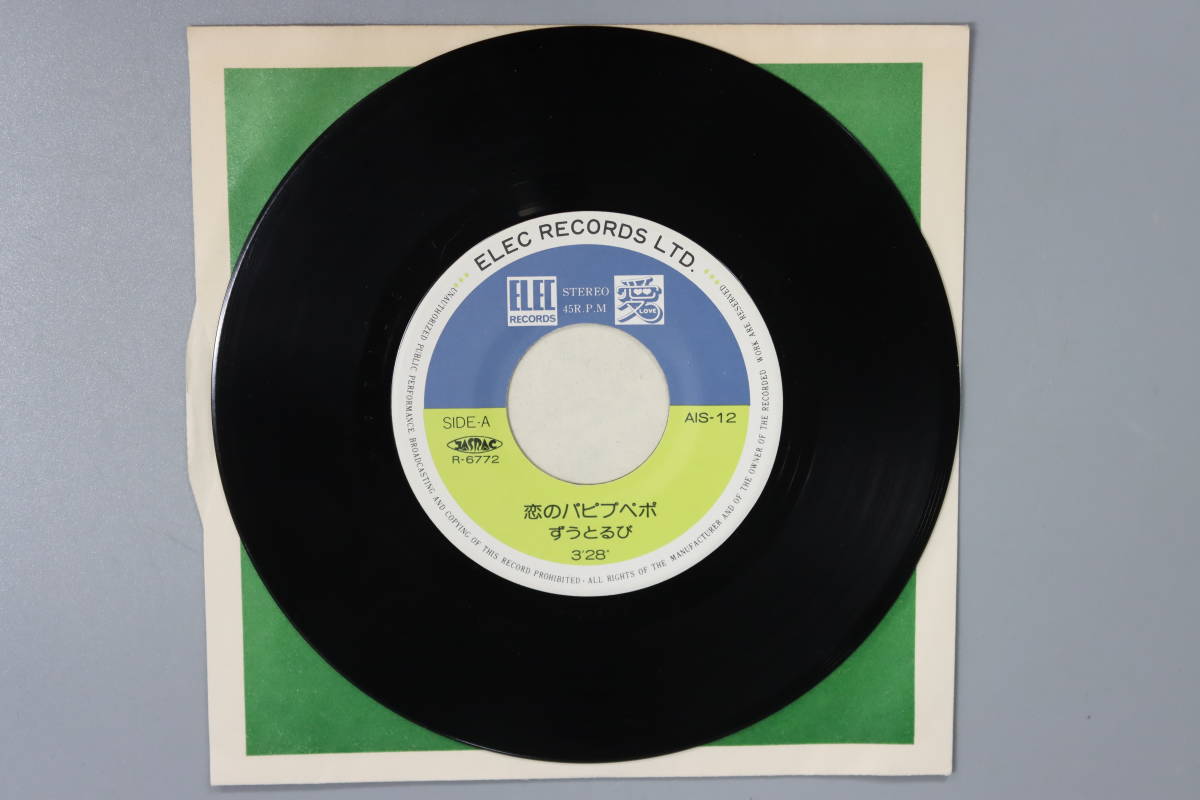 ELEC RECORDS LTD.
ELEC
RECORDS
STEREO
45R.P.M
愛
LOVE
SIDE-A
JASRAC
R-6772
AIS-12
恋のパピプペポ
ずうとるび
3'28"
UNAUTHORIZED PUBLIC PERFORMANCE, BROADCASTING AND COPYING OF THIS RECORD PROHIBITED・ALL RIGHTS OF THE MANUFACTURER AND OF THE OWNER OF THE RECORDED WORK ARE RESERVED